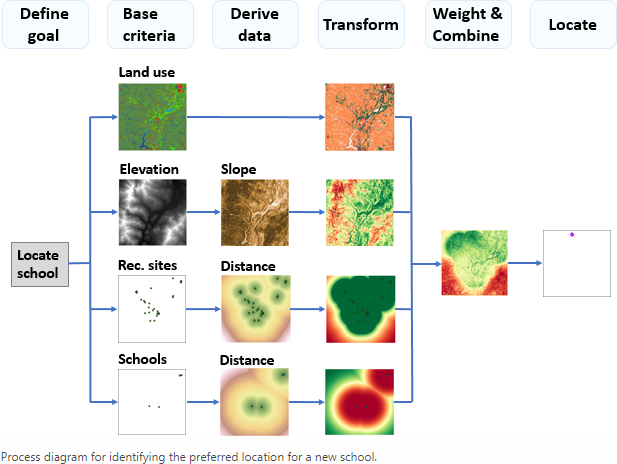 Define
goal
Base
criteria
Derive
data
Transform
Weight &
Combine
Locate
Land use
Elevation
Slope
Locate
school
Rec. sites
Distance
Schools
Distance
Process diagram for identifying the preferred location for a new school.